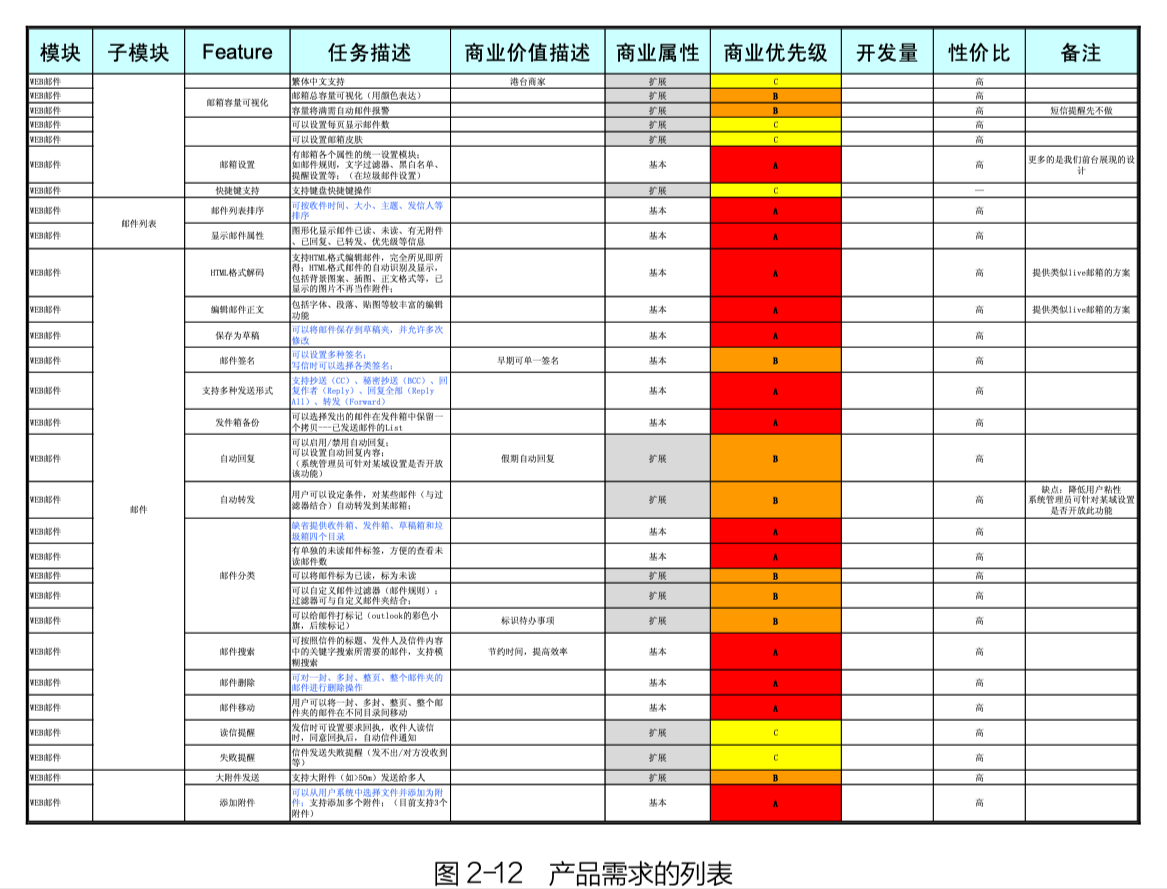 模块 子模块 Feature 任务描述 商业价值描述 商业属性 商业优先级 开发量 性价比 备注
WEB邮件 繁体中文支持 港台商家 扩展 C 高
WEB邮件 邮箱容量可视化 邮箱总容量可视化（用颜色表达） 扩展 B 高
WEB邮件 容量将满需自动邮件报警 扩展 B 高 短信提醒先不做
WEB邮件 可以设置每页显示邮件数 扩展 C 高
WEB邮件 可以设置邮箱皮肤 扩展 C 高
WEB邮件 邮箱设置 有邮箱各个属性的统一设置模块；
如邮件规则，文字过滤器、黑白名单、
提醒设置等；（在垃圾邮件设置） 基本 A 高 更多的是我们前台展现的设
计
WEB邮件 快捷键支持 支持键盘快捷键操作 扩展 C —
WEB邮件 邮件列表 邮件列表排序 可按收件时间、大小、主题、发信人等
排序 基本 A 高
WEB邮件 显示邮件属性 图形化显示邮件已读、未读、有无附件
、已回复、已转发、优先级等信息 基本 A 高
WEB邮件 邮件 HTML格式解码 支持HTML格式编辑邮件，完全所见即所
得；HTML格式邮件的自动识别及显示，
包括背景图案、插图、正文格式等，已
显示的图片不再当作附件； 基本 A 高 提供类似live邮箱的方案
WEB邮件 编辑邮件正文 包括字体、段落、贴图等较丰富的编辑
功能 基本 A 高 提供类似live邮箱的方案
WEB邮件 保存为草稿 可以将邮件保存到草稿夹，并允许多次
修改 基本 A 高
WEB邮件 邮件签名 可以设置多种签名；
写信时可以选择各类签名； 早期可单一签名 基本 B 高
WEB邮件 支持多种发送形式 支持抄送（CC）、秘密抄送（BCC）、回
复作者（Reply）、回复全部（Reply
All）、转发（Forward） 基本 A 高
WEB邮件 发件箱备份 可以选择发出的邮件在发件箱中保留一
个拷贝---已发送邮件的List 基本 A 高
WEB邮件 自动回复 可以启用/禁用自动回复；
可以设置自动回复内容；
（系统管理员可针对某域设置是否开放
该功能） 假期自动回复 扩展 B 高
WEB邮件 自动转发 用户可以设定条件，对某些邮件（与过
滤器结合）自动转发到某邮箱； 扩展 B 高 缺点：降低用户粘性
系统管理员可针对某域设置
是否开放此功能
WEB邮件 邮件分类 缺省提供收件箱、发件箱、草稿箱和垃
圾箱四个目录 基本 A 高
WEB邮件 有单独的未读邮件标签，方便的查看未
读邮件数 基本 A 高
WEB邮件 可以将邮件标为已读，标为未读 扩展 B 高
WEB邮件 可以自定义邮件过滤器（邮件规则）；
过滤器可与自定义邮件夹结合； 扩展 B 高
WEB邮件 可以给邮件打标记（outlook的彩色小
旗，后续标记） 标识待办事项 扩展 B 高
WEB邮件 邮件搜索 可按照信件的标题、发件人及信件内容
中的关键字搜索所需要的邮件，支持模
糊搜索 节约时间，提高效率 基本 A 高
WEB邮件 邮件删除 可对一封、多封、整页、整个邮件夹的
邮件进行删除操作 基本 A 高
WEB邮件 邮件移动 用户可以将一封、多封、整页、整个邮
件夹的邮件在不同目录间移动 基本 A 高
WEB邮件 读信提醒 发信时可设置要求回执，收件人读信
时，同意回执后，自动信件通知 扩展 C 高
WEB邮件 失败提醒 信件发送失败提醒（发不出/对方没收到
等） 扩展 C 高
WEB邮件 大附件发送 支持大附件（如>50m）发送给多人 扩展 B 高
WEB邮件 添加附件 可以从用户系统中选择文件并添加为附
件；支持添加多个附件；（目前支持3个
附件） 基本 A 高
图 2-12 产品需求的列表